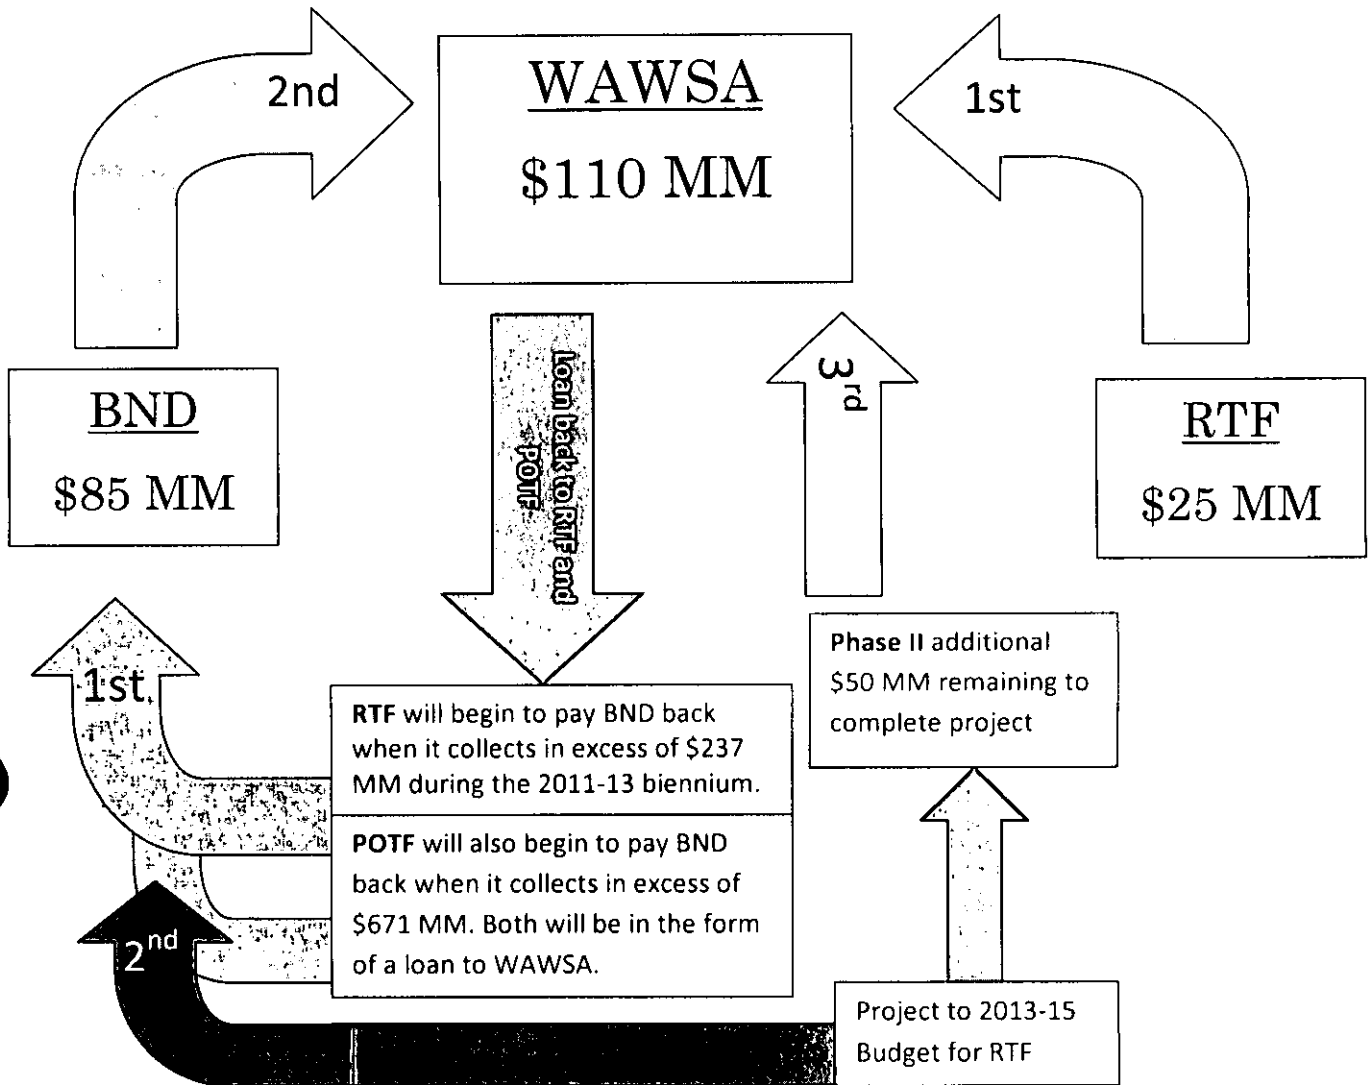 2nd
WAWSA
$110 MM
1st
BND
$85 MM
Loan back to RTF and
POTF
3rd
RTF
$25 MM
1st
RTF will begin to pay BND back
when it collects in excess of $237
MM during the 2011-13 biennium.
POTF will also begin to pay BND
back when it collects in excess of
$671 MM. Both will be in the form
of a loan to WAWSA.
Phase II additional
$50 MM remaining to
complete project
2nd
Project to 2013-15
Budget for RTF